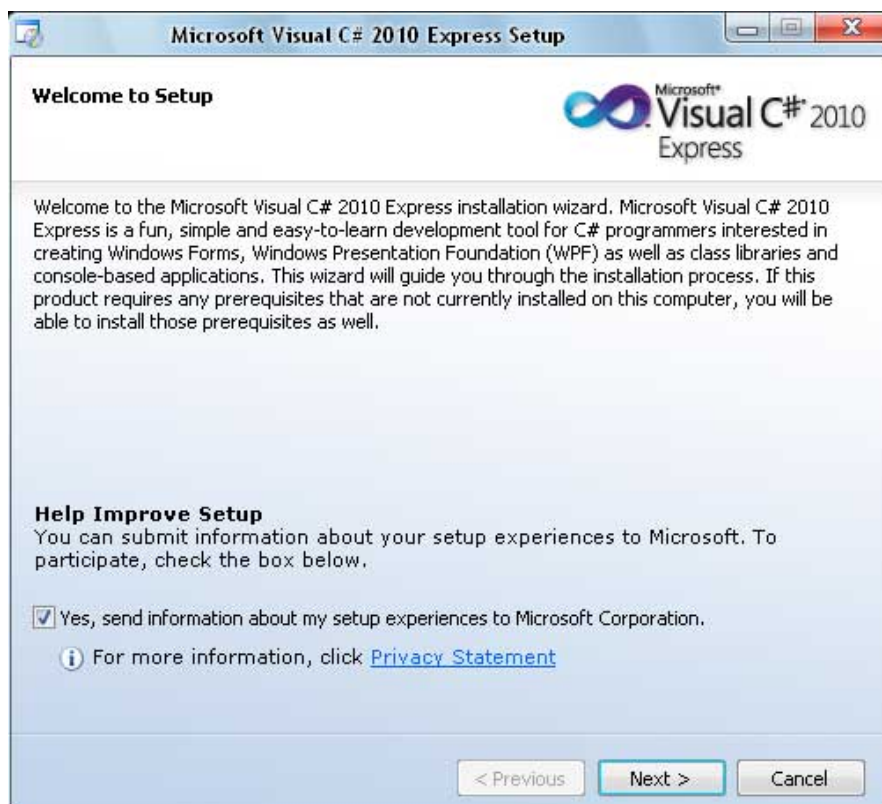 Microsoft Visual C# 2010 Express Setup
Welcome to Setup
Microsoft®
Visual C# 2010
Express
Welcome to the Microsoft Visual C# 2010 Express installation wizard. Microsoft Visual C# 2010
Express is a fun, simple and easy-to-learn development tool for C# programmers interested in
creating Windows Forms, Windows Presentation Foundation (WPF) as well as class libraries and
console-based applications. This wizard will guide you through the installation process. If this
product requires any prerequisites that are not currently installed on this computer, you will be
able to install those prerequisites as well.
Help Improve Setup
You can submit information about your setup experiences to Microsoft. To
participate, check the box below.
Yes, send information about my setup experiences to Microsoft Corporation.
For more information, click Privacy Statement
< Previous
Next >
Cancel